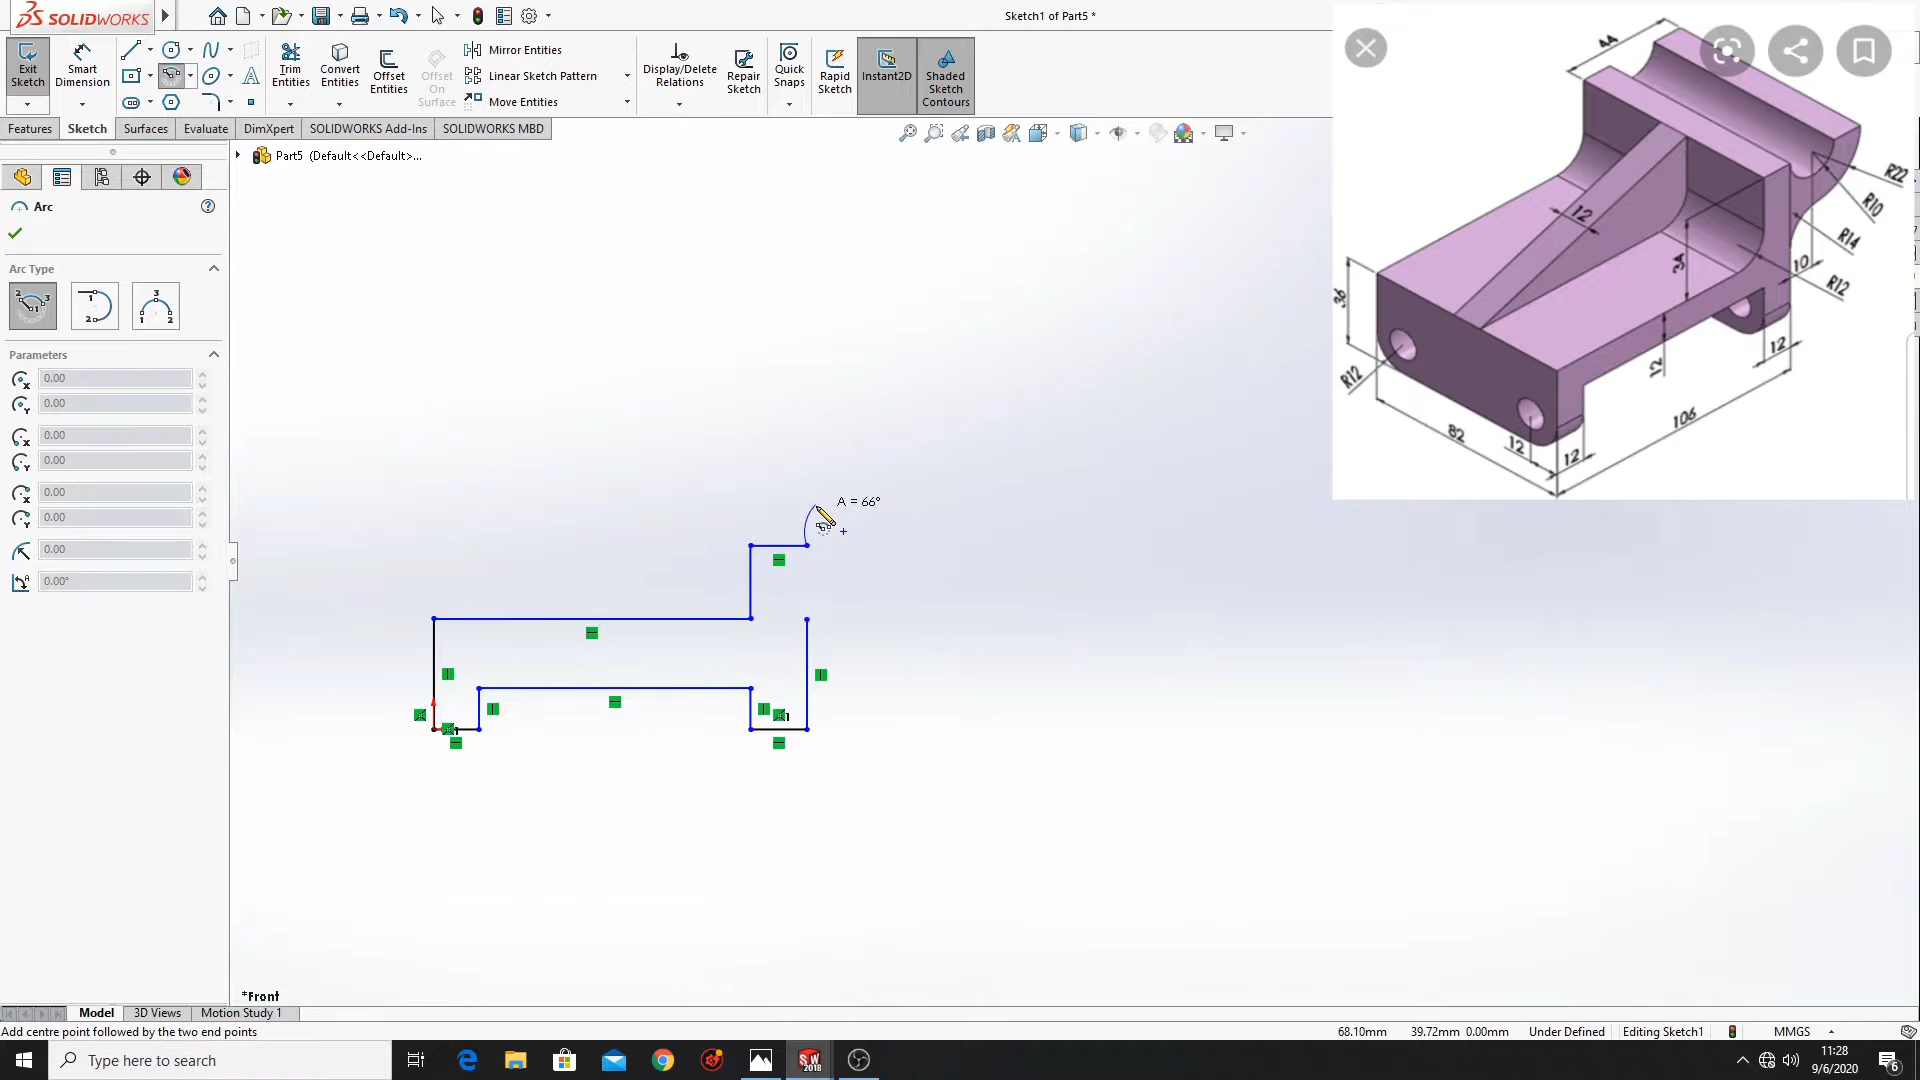 SOLIDWORKS
Sketch1 of Part5 *
Exit Sketch
Smart Dimension
Trim Entities
Convert Entities
Offset Entities
Offset On Surface
Mirror Entities
Linear Sketch Pattern
Move Entities
Display/Delete Relations
Repair Sketch
Quick Snaps
Rapid Sketch
Instant2D
Shaded Sketch Contours
Features
Sketch
Surfaces
Evaluate
DimXpert
SOLIDWORKS Add-Ins
SOLIDWORKS MBD
Part5 (Default<<Default>...
Arc
Arc Type
Parameters
0.00
0.00
0.00
0.00
0.00
0.00
0.00
0.00°
A = 66°
1
1
44
R22
R10
12
R14
34
10
R12
36
R12
12
12
82
12
12
106
*Front
Model
3D Views
Motion Study 1
Add centre point followed by the two end points
68.10mm
39.72mm 0.00mm
Under Defined
Editing Sketch1
MMGS
Type here to search
SW
2018
11:28
9/6/2020
6